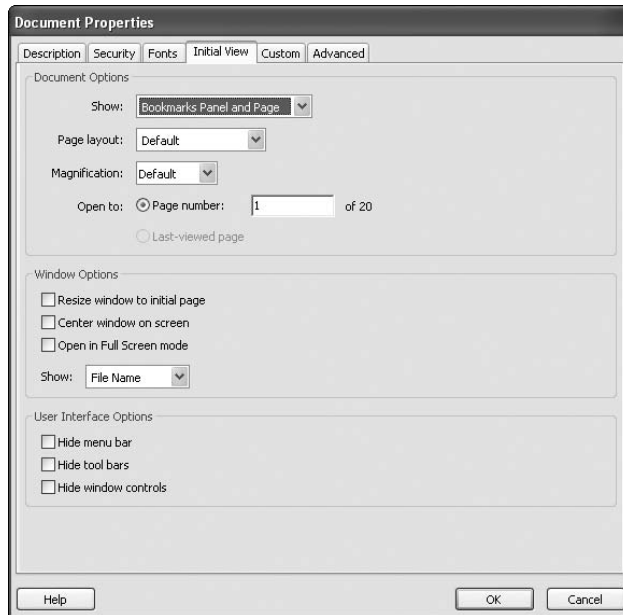 Document Properties
Description Security Fonts Initial View Custom Advanced
Document Options
Show: Bookmarks Panel and Page
Page layout: Default
Magnification: Default
Open to: Page number: 1 of 20
Last-viewed page
Window Options
Resize window to initial page
Center window on screen
Open in Full Screen mode
Show: File Name
User Interface Options
Hide menu bar
Hide tool bars
Hide window controls
Help OK Cancel